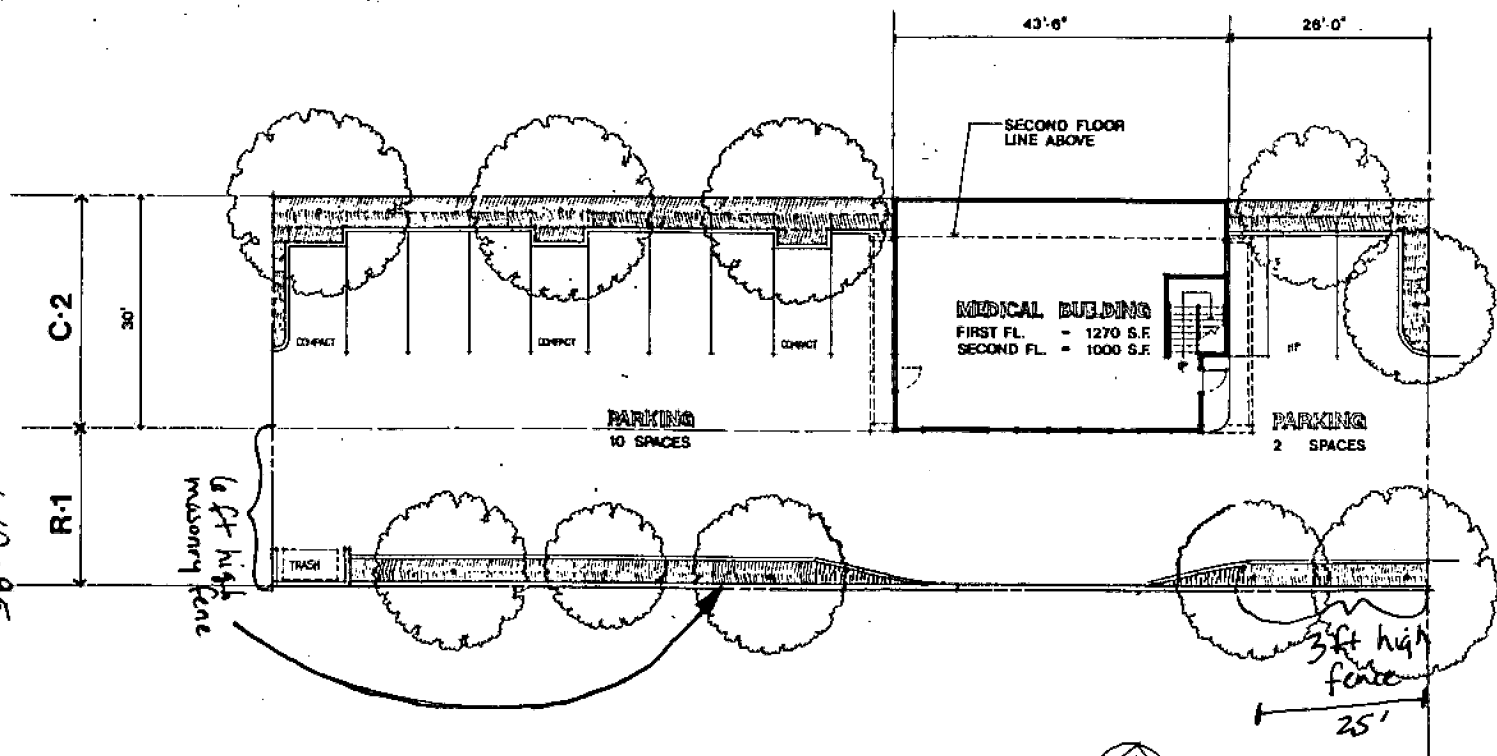 43'-6"
26'-0"
SECOND FLOOR
LINE ABOVE
C-2
30'
MEDICAL BUILDING
FIRST FL. = 1270 S.F.
SECOND FL. = 1000 S.F.
COMPACT
COMPACT
COMPACT
HP
PARKING
10 SPACES
PARKING
2 SPACES
R-1
6 ft high
masonry fence
TRASH
3 ft high
fence
25'